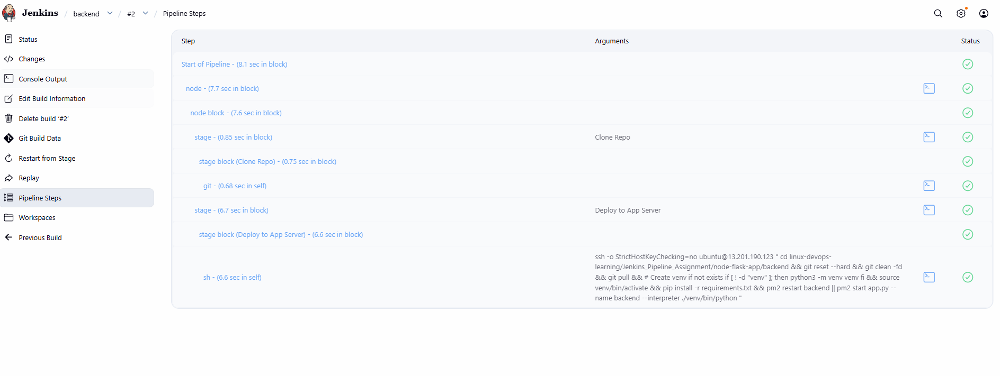 Jenkins / backend / #2 / Pipeline Steps
Status
Changes
Console Output
Edit Build Information
Delete build ‘#2’
Git Build Data
Restart from Stage
Replay
Pipeline Steps
Workspaces
Previous Build
Step Arguments Status
Start of Pipeline - (8.1 sec in block)
node - (7.7 sec in block)
node block - (7.6 sec in block)
stage - (0.85 sec in block) Clone Repo
stage block (Clone Repo) - (0.75 sec in block)
git - (0.68 sec in self)
stage - (6.7 sec in block) Deploy to App Server
stage block (Deploy to App Server) - (6.6 sec in block)
sh - (6.6 sec in self)
ssh -o StrictHostKeyChecking=no ubuntu@13.201.190.123 " cd linux-devops-
learning/Jenkins_Pipeline_Assignment/node-flask-app/backend && git reset --hard && git clean -fd
&& git pull && # Create venv if not exists if [ ! -d "venv" ]; then python3 -m venv venv fi && source
venv/bin/activate && pip install -r requirements.txt && pm2 restart backend || pm2 start app.py --
name backend --interpreter ./venv/bin/python "